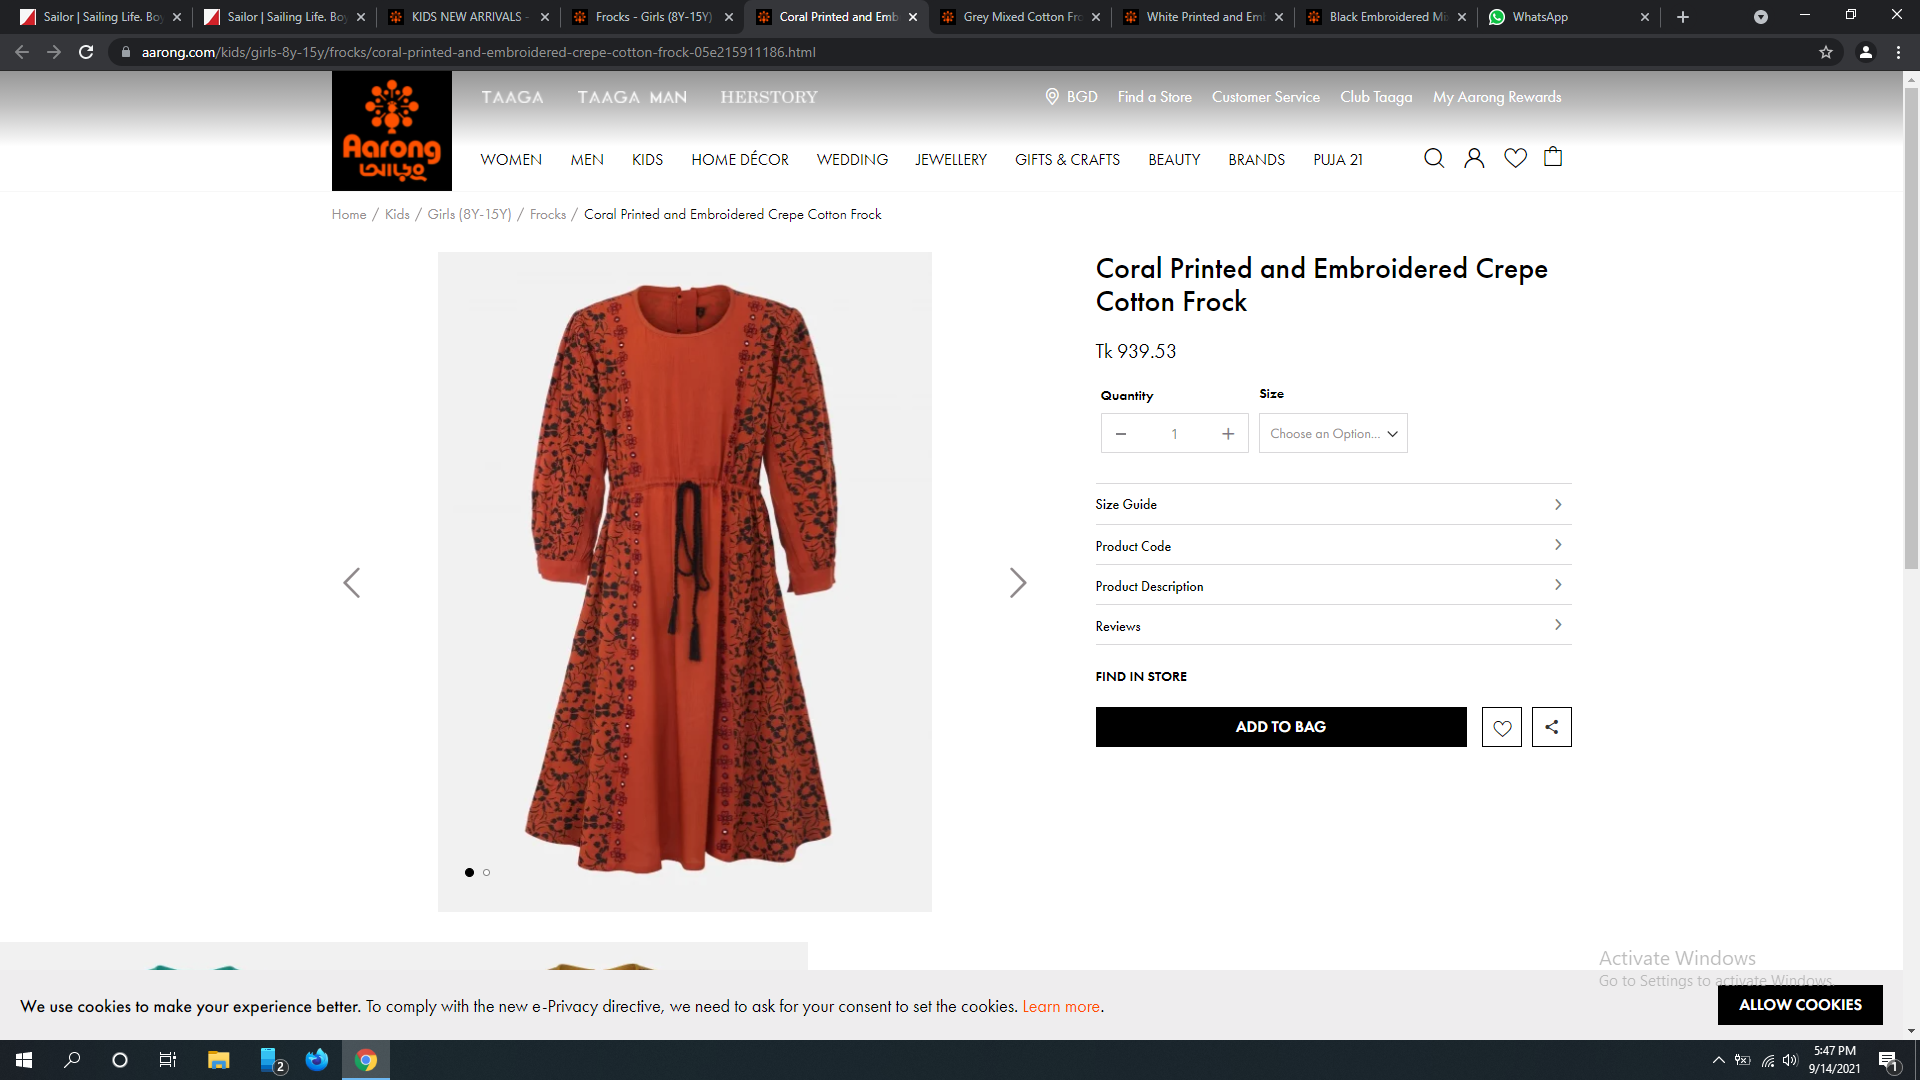 Sailor | Sailing Life. Boy
Sailor | Sailing Life. Boy
KIDS NEW ARRIVALS -
Frocks - Girls (8Y-15Y)
Coral Printed and Emb
Grey Mixed Cotton Fro
White Printed and Em
Black Embroidered Mi
WhatsApp
aarong.com/kids/girls-8y-15y/frocks/coral-printed-and-embroidered-crepe-cotton-frock-05e215911186.html
TAAGA
TAAGA MAN
HERSTORY
BGD
Find a Store
Customer Service
Club Taaga
My Aarong Rewards
Aarong
আড়ং
WOMEN
MEN
KIDS
HOME DÉCOR
WEDDING
JEWELLERY
GIFTS & CRAFTS
BEAUTY
BRANDS
PUJA 21
Home / Kids / Girls (8Y-15Y) / Frocks / Coral Printed and Embroidered Crepe Cotton Frock
Coral Printed and Embroidered Crepe
Cotton Frock
Tk 939.53
Quantity
Size
1
Choose an Option...
Size Guide
Product Code
Product Description
Reviews
FIND IN STORE
ADD TO BAG
Activate Windows
Go to Settings to activate Windows.
We use cookies to make your experience better. To comply with the new e-Privacy directive, we need to ask for your consent to set the cookies. Learn more.
ALLOW COOKIES
2
5:47 PM
9/14/2021
1